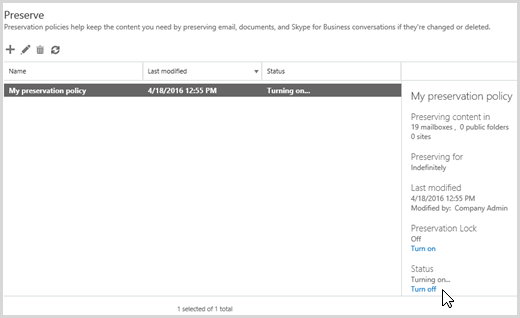 Preserve
Preservation policies help keep the content you need by preserving email, documents, and Skype for Business conversations if they're changed or deleted.
Name Last modified Status
My preservation policy 4/18/2016 12:55 PM Turning on...
My preservation policy
Preserving content in
19 mailboxes , 0 public folders
0 sites
Preserving for
Indefinitely
Last modified
4/18/2016 12:55 PM
Modified by: Company Admin
Preservation Lock
Off
Turn on
Status
Turning on...
Turn off
1 selected of 1 total